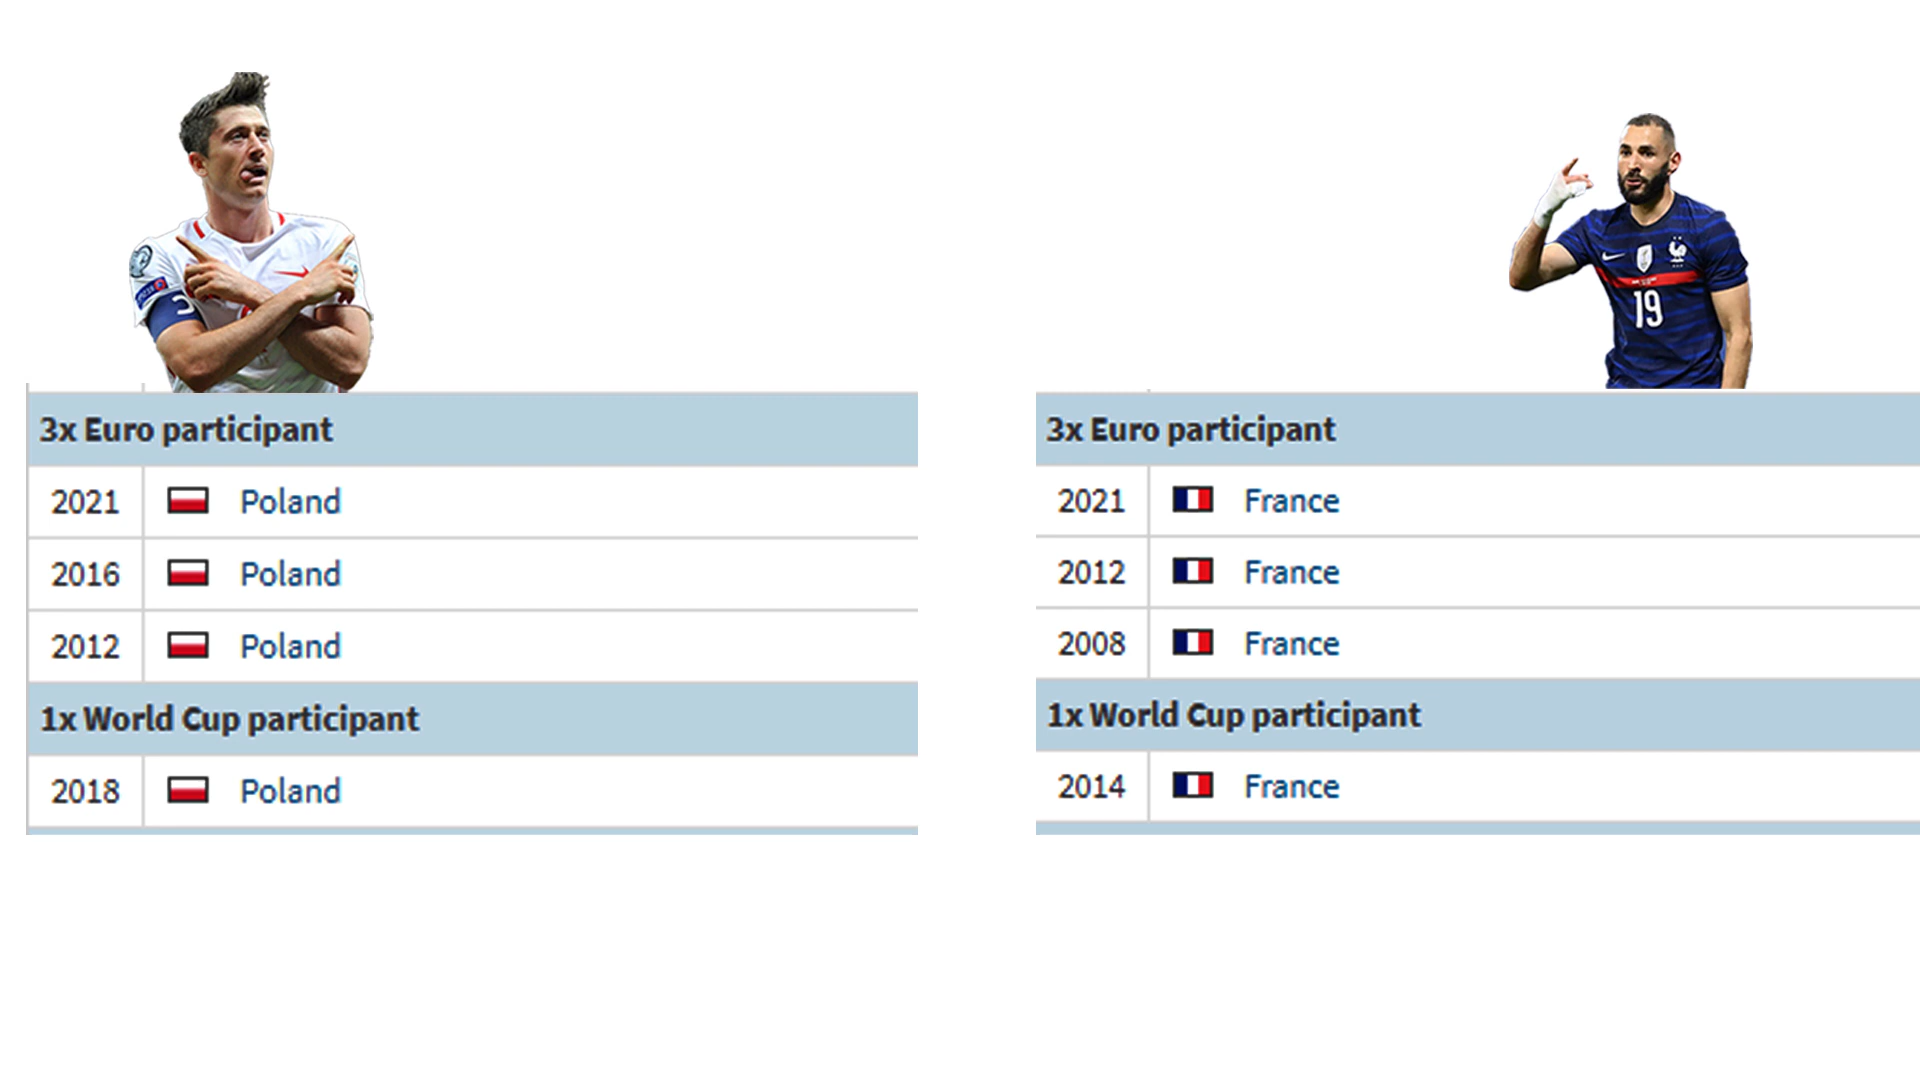 19
3x Euro participant
2021 Poland
2016 Poland
2012 Poland
1x World Cup participant
2018 Poland
3x Euro participant
2021 France
2012 France
2008 France
1x World Cup participant
2014 France